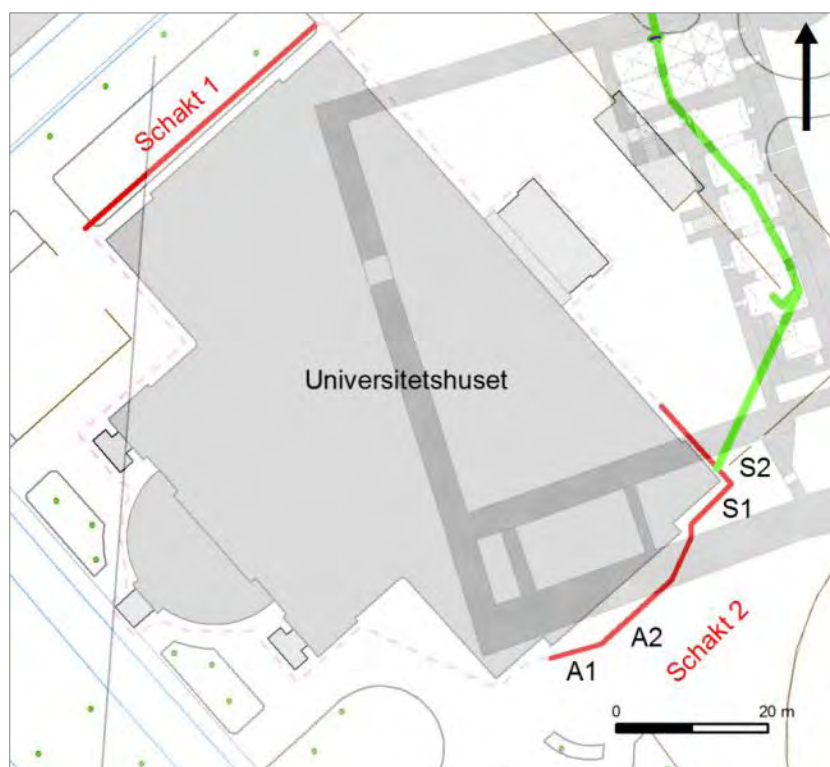 Schakt 1
Universitetshuset
S2
S1
A2
A1
Schakt 2
0 20 m